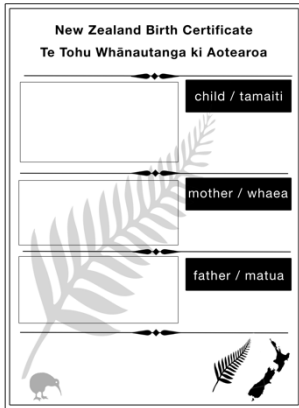 New Zealand Birth Certificate
Te Tohu Whānautanga ki Aotearoa
child / tamaiti
mother / whaea
father / matua